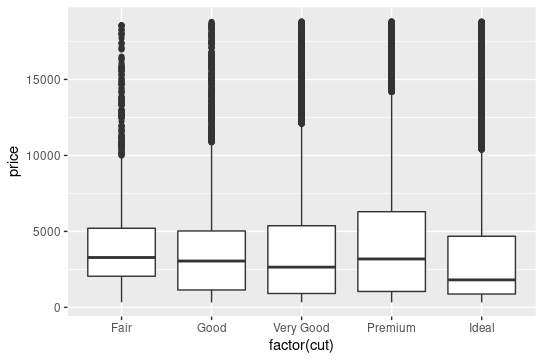 price
15000
10000
5000
0
Fair Good Very Good Premium Ideal
factor(cut)